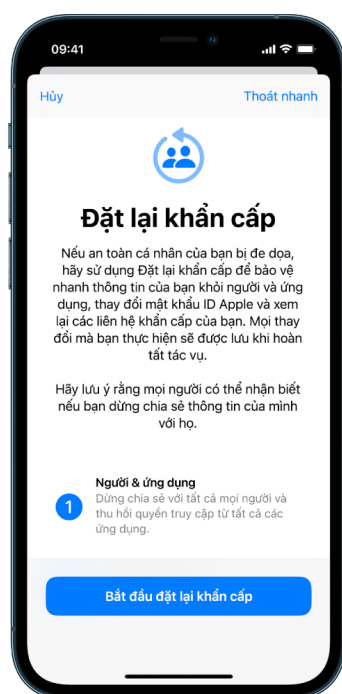 09:41
Hủy Thoát nhanh
Đặt lại khẩn cấp
Nếu an toàn cá nhân của bạn bị đe dọa,
hãy sử dụng Đặt lại khẩn cấp để bảo vệ
nhanh thông tin của bạn khỏi người và ứng
dụng, thay đổi mật khẩu ID Apple và xem
lại các liên hệ khẩn cấp của bạn. Mọi thay
đổi mà bạn thực hiện sẽ được lưu khi hoàn
tất tác vụ.
Hãy lưu ý rằng mọi người có thể nhận biết
nếu bạn dừng chia sẻ thông tin của mình
với họ.
1
Người & ứng dụng
Dừng chia sẻ với tất cả mọi người và
thu hồi quyền truy cập từ tất cả các
ứng dụng.
Bắt đầu đặt lại khẩn cấp